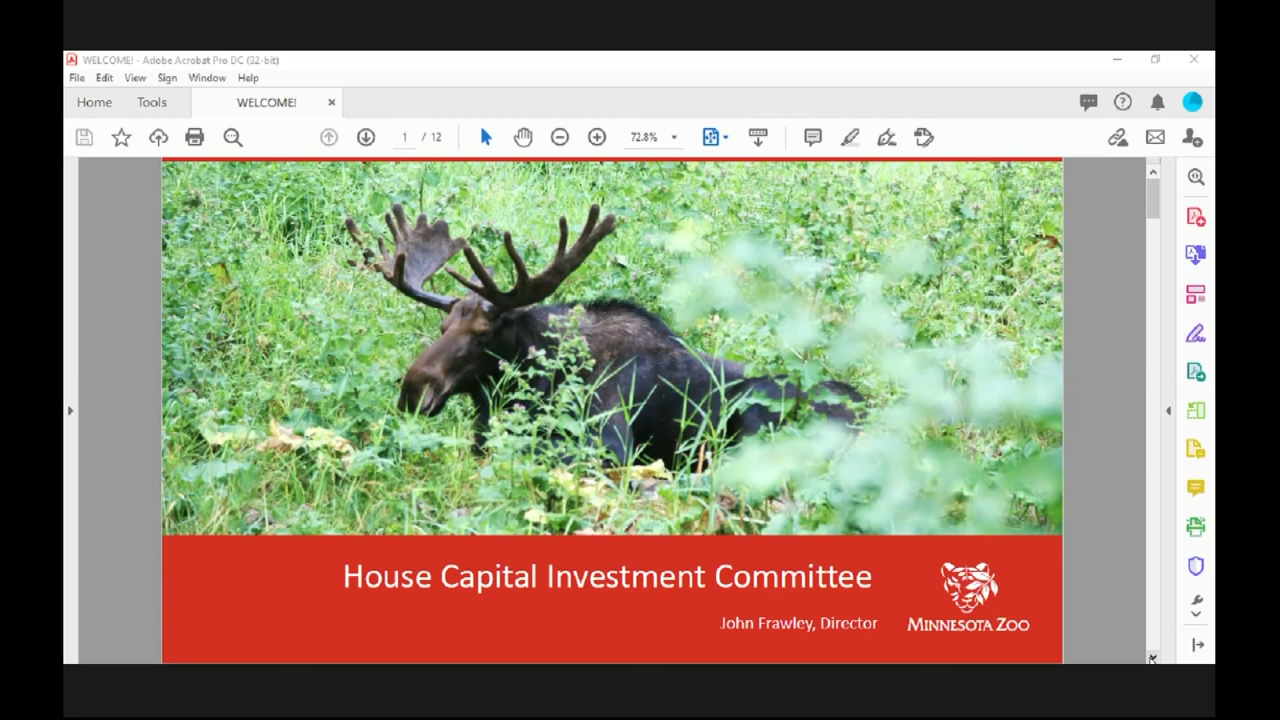 WELCOME! - Adobe Acrobat Pro DC (32-bit)
File Edit View Sign Window Help
Home Tools WELCOME!
1 / 12 72.8%
House Capital Investment Committee
John Frawley, Director
MINNESOTA ZOO